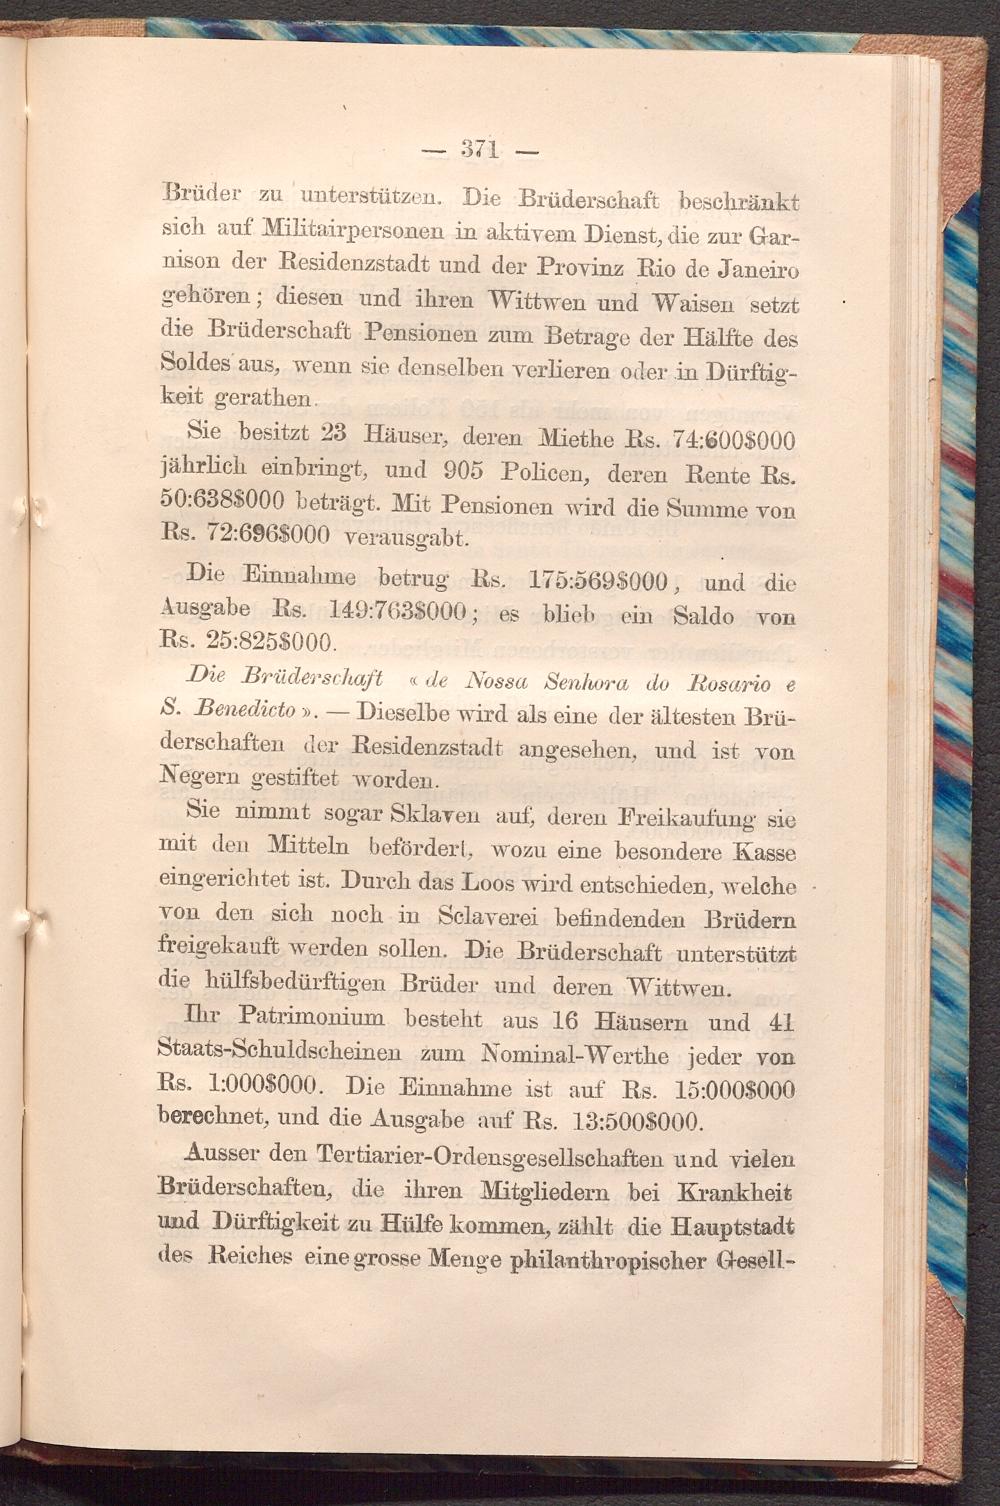 — 371 —
Brüder zu unterstützen. Die Brüderschaft beschränkt
sich auf Militairpersonen in aktivem Dienst, die zur Gar-
nison der Residenzstadt und der Provinz Rio de Janeiro
gehören; diesen und ihren Wittwen und Waisen setzt
die Brüderschaft Pensionen zum Betrage der Hälfte des
Soldes aus, wenn sie denselben verlieren oder in Dürftig-
keit gerathen.
Sie besitzt 23 Häuser, deren Miethe Rs. 74:600$000
jährlich einbringt, und 905 Policen, deren Rente Rs.
50:638$000 beträgt. Mit Pensionen wird die Summe von
Rs. 72:696$000 verausgabt.
Die Einnahme betrug Rs. 175:569$000, und die
Ausgabe Rs. 149:763$000; es blieb ein Saldo von
Rs. 25:825$000.
Die Brüderschaft « de Nossa Senhora do Rosario e
S. Benedicto ». — Dieselbe wird als eine der ältesten Brü-
derschaften der Residenzstadt angesehen, und ist von
Negern gestiftet worden.
Sie nimmt sogar Sklaven auf, deren Freikaufung sie
mit den Mitteln befördert, wozu eine besondere Kasse
eingerichtet ist. Durch das Loos wird entschieden, welche
von den sich noch in Sclaverei befindenden Brüdern
freigekauft werden sollen. Die Brüderschaft unterstützt
die hülfsbedürftigen Brüder und deren Wittwen.
Ihr Patrimonium besteht aus 16 Häusern und 41
Staats-Schuldscheinen zum Nominal-Werthe jeder von
Rs. 1:000$000. Die Einnahme ist auf Rs. 15:000$000
berechnet, und die Ausgabe auf Rs. 13:500$000.
Ausser den Tertiarier-Ordensgesellschaften und vielen
Brüderschaften, die ihren Mitgliedern bei Krankheit
und Dürftigkeit zu Hülfe kommen, zählt die Hauptstadt
des Reiches eine grosse Menge philanthropischer Gesell-